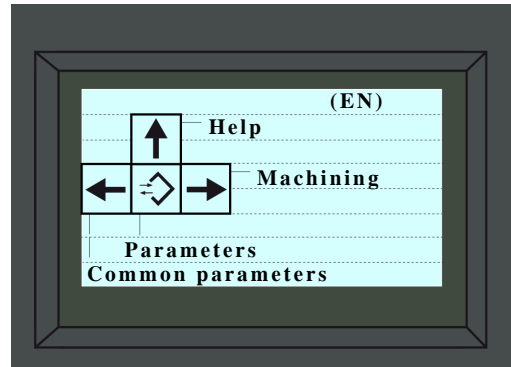 (EN)
Help
Machining
Parameters
Common parameters